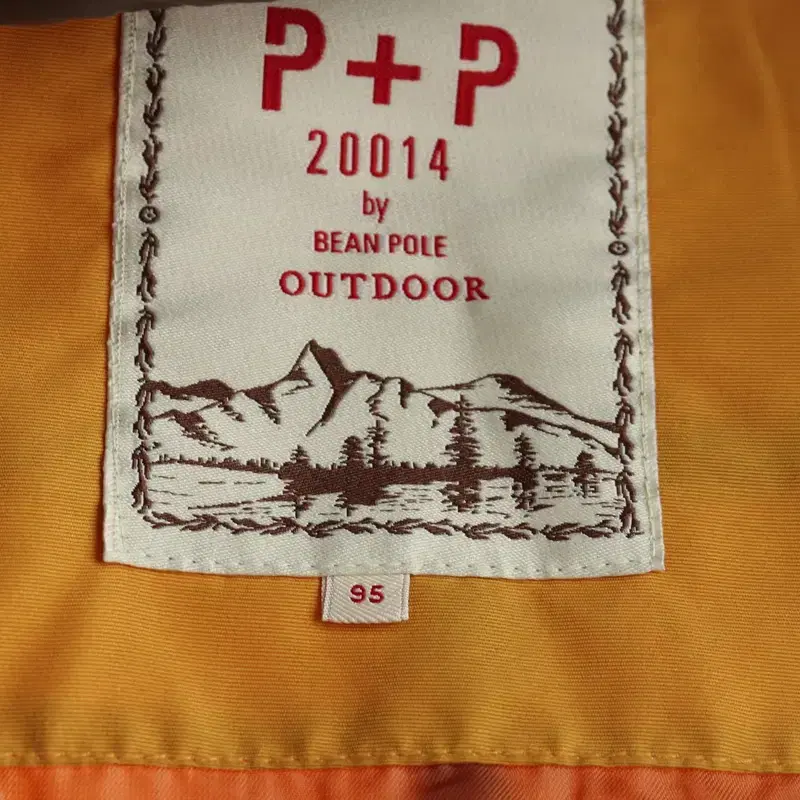 P+P
20014
by
BEAN POLE
OUTDOOR
95